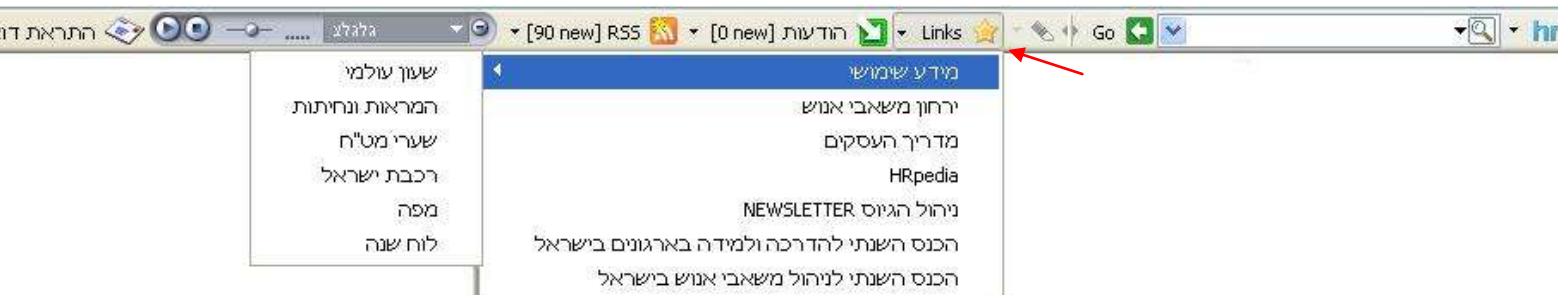 hr Go Links הודעות [0 new] RSS [90 new] גלגלצ ..... התראת דו
מידע שימושי
ירחון משאבי אנוש
מדריך העסקים
HRpedia
ניהול הגיוס NEWSLETTER
הכנס השנתי להדרכה ולמידה בארגונים בישראל
הכנס השנתי לניהול משאבי אנוש בישראל
שעון עולמי
המראות ונחיתות
שערי מט"ח
רכבת ישראל
מפה
לוח שנה